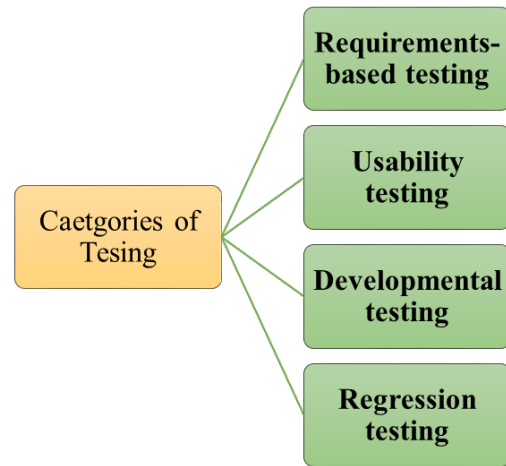 Requirements-
based testing
Usability
testing
Caetgories of
Tesing
Developmental
testing
Regression
testing